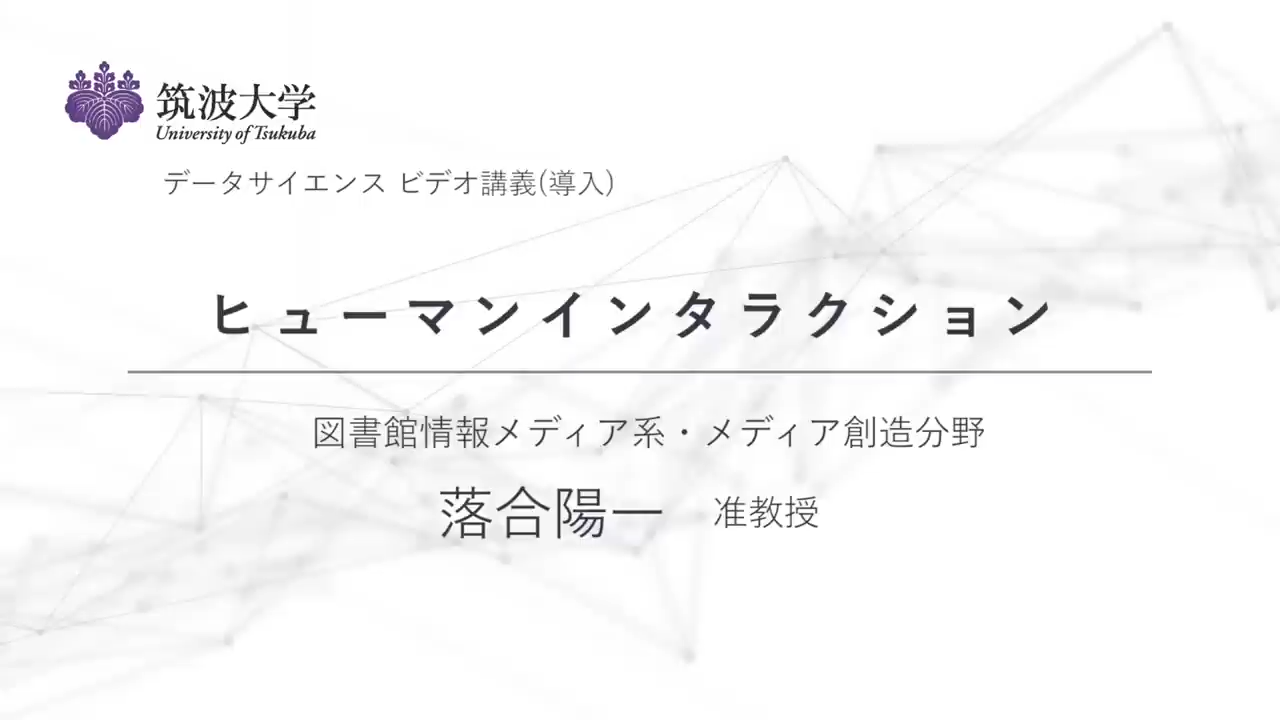 筑波大学
University of Tsukuba
データサイエンス ビデオ講義(導入)
ヒューマンインタラクション
図書館情報メディア系・メディア創造分野
落合陽一 准教授